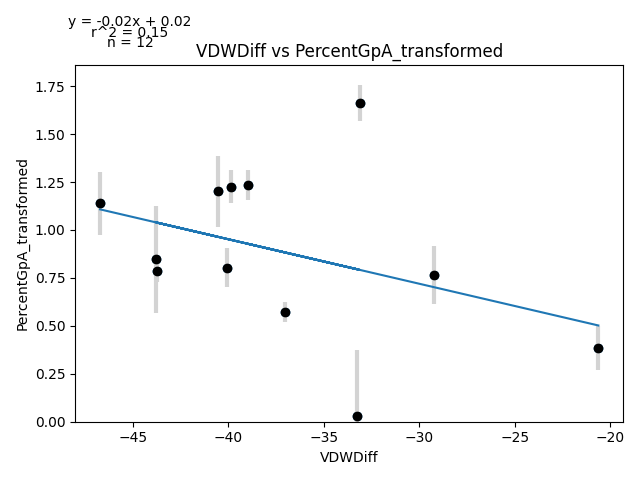 y = -0.02x + 0.02
r^2 = 0.15
n = 12
VDWDiff vs PercentGpA_transformed
PercentGpA_transformed
1.75
1.50
1.25
1.00
0.75
0.50
0.25
0.00
−45 −40 −35 −30 −25 −20
VDWDiff